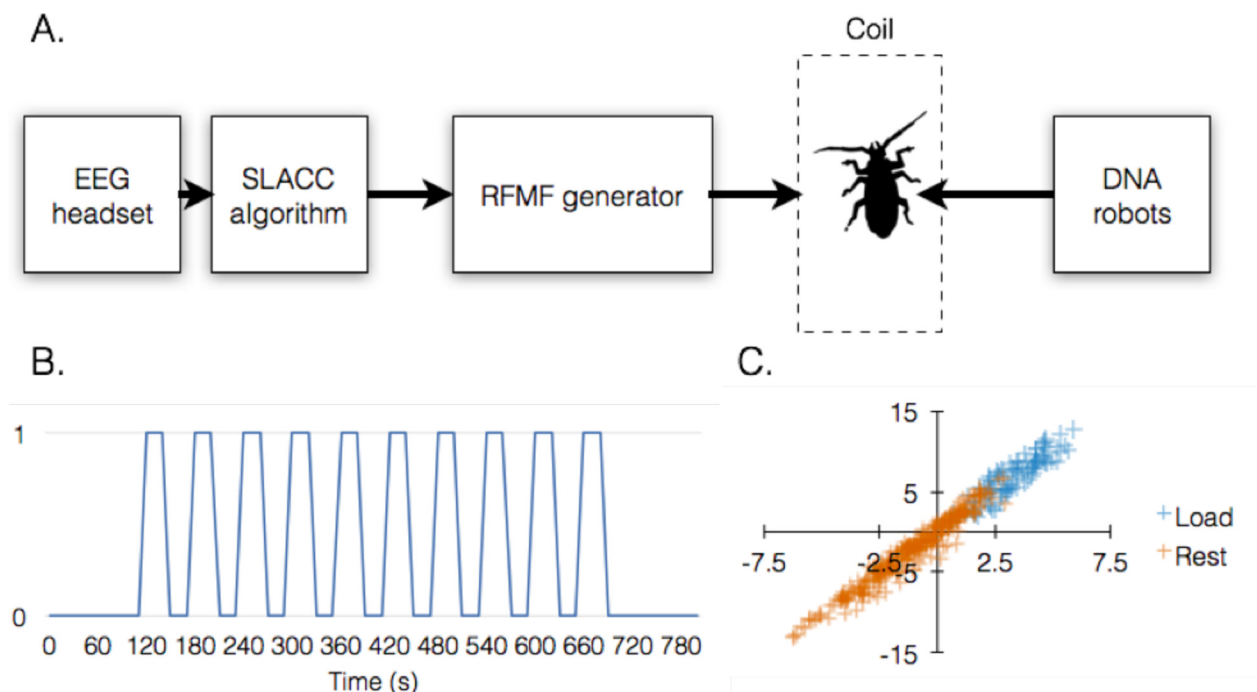 A.
Coil
EEG
headset
SLACC
algorithm
RFMF generator
DNA
robots
B.
1
0
0 60 120 180 240 300 360 420 480 540 600 660 720 780
Time (s)
C.
15
5
-7.5 -2.5 2.5 7.5
-5
-15
Load
Rest